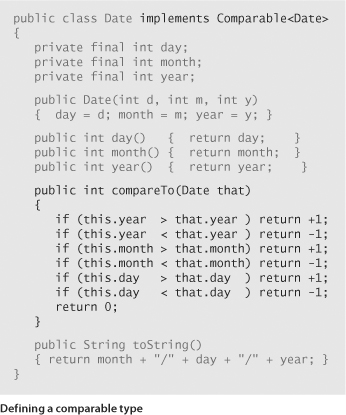 public class Date implements Comparable<Date>
{
   private final int day;
   private final int month;
   private final int year;
   public Date(int d, int m, int y)
   {  day = d; month = m; year = y; }
   public int day()   {  return day;    }
   public int month() {  return month;  }
   public int year()  {  return year;    }
   public int compareTo(Date that)
   {
      if (this.year  > that.year ) return +1;
      if (this.year  < that.year ) return -1;
      if (this.month > that.month) return +1;
      if (this.month < that.month) return -1;
      if (this.day   > that.day  ) return +1;
      if (this.day   < that.day  ) return -1;
      return 0;
   }
   public String toString()
   { return month + "/" + day + "/" + year; }
}
Defining a comparable type